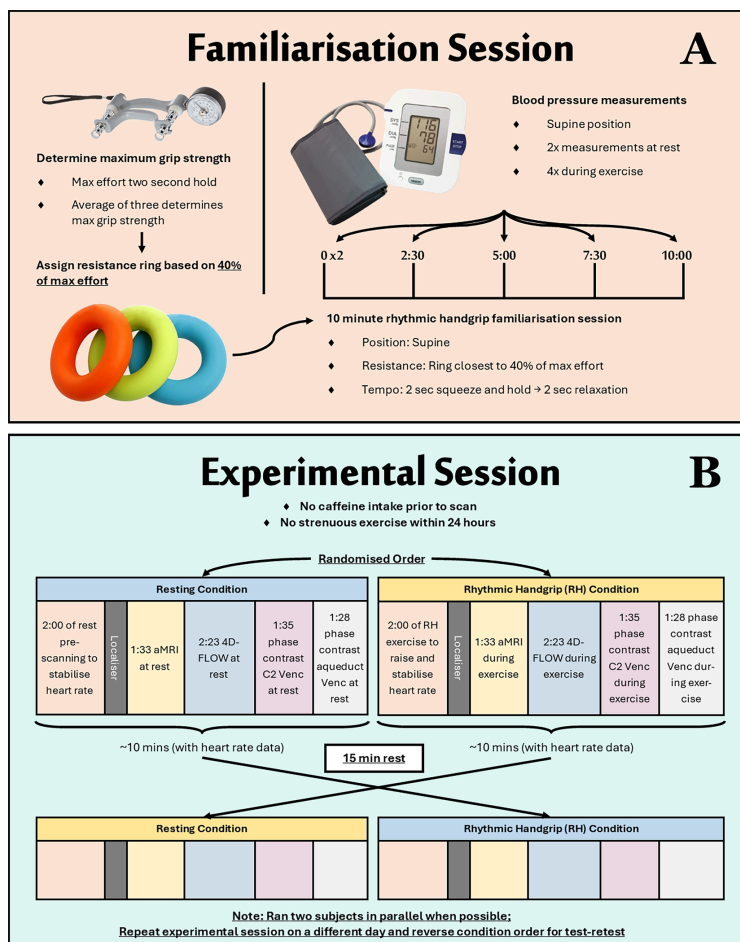 Familiarisation Session
A
Determine maximum grip strength
♦ Max effort two second hold
♦ Average of three determines
max grip strength
Assign resistance ring based on 40%
of max effort
SYS
116
DIA
78
64
START
STOP
Blood pressure measurements
♦ Supine position
♦ 2x measurements at rest
♦ 4x during exercise
0 x2 2:30 5:00 7:30 10:00
10 minute rhythmic handgrip familiarisation session
♦ Position: Supine
♦ Resistance: Ring closest to 40% of max effort
♦ Tempo: 2 sec squeeze and hold → 2 sec relaxation
Experimental Session
B
♦ No caffeine intake prior to scan
♦ No strenuous exercise within 24 hours
Randomised Order
Resting Condition
2:00 of rest
pre-
scanning to
stabilise
heart rate
Localiser
1:33 aMRI
at rest
2:23 4D-
FLOW at
rest
1:35
phase
contrast
C2 Venc
at rest
1:28
phase
contrast
aqueduct
Venc at
rest
Rhythmic Handgrip (RH) Condition
2:00 of RH
exercise to
raise and
stabilise
heart rate
Localiser
1:33 aMRI
during
exercise
2:23 4D-
FLOW during
exercise
1:35
phase
contrast
C2 Venc
during
exercise
1:28 phase
contrast
aqueduct
Venc dur-
ing exer-
cise
~10 mins (with heart rate data)
15 min rest
~10 mins (with heart rate data)
Resting Condition
Rhythmic Handgrip (RH) Condition
Note: Ran two subjects in parallel when possible;
Repeat experimental session on a different day and reverse condition order for test-retest